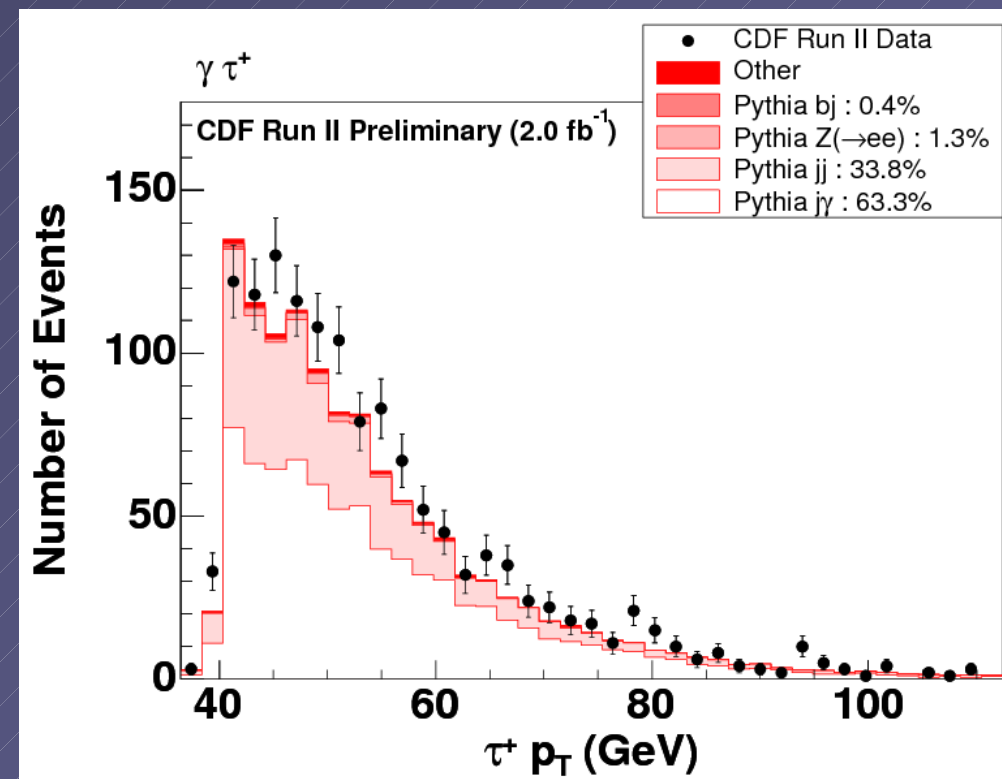 γ τ⁺
CDF Run II Preliminary (2.0 fb⁻¹)
CDF Run II Data
Other
Pythia bj : 0.4%
Pythia Z(→ee) : 1.3%
Pythia jj : 33.8%
Pythia jγ : 63.3%
Number of Events
150
100
50
0
40 60 80 100
τ⁺ p_T (GeV)